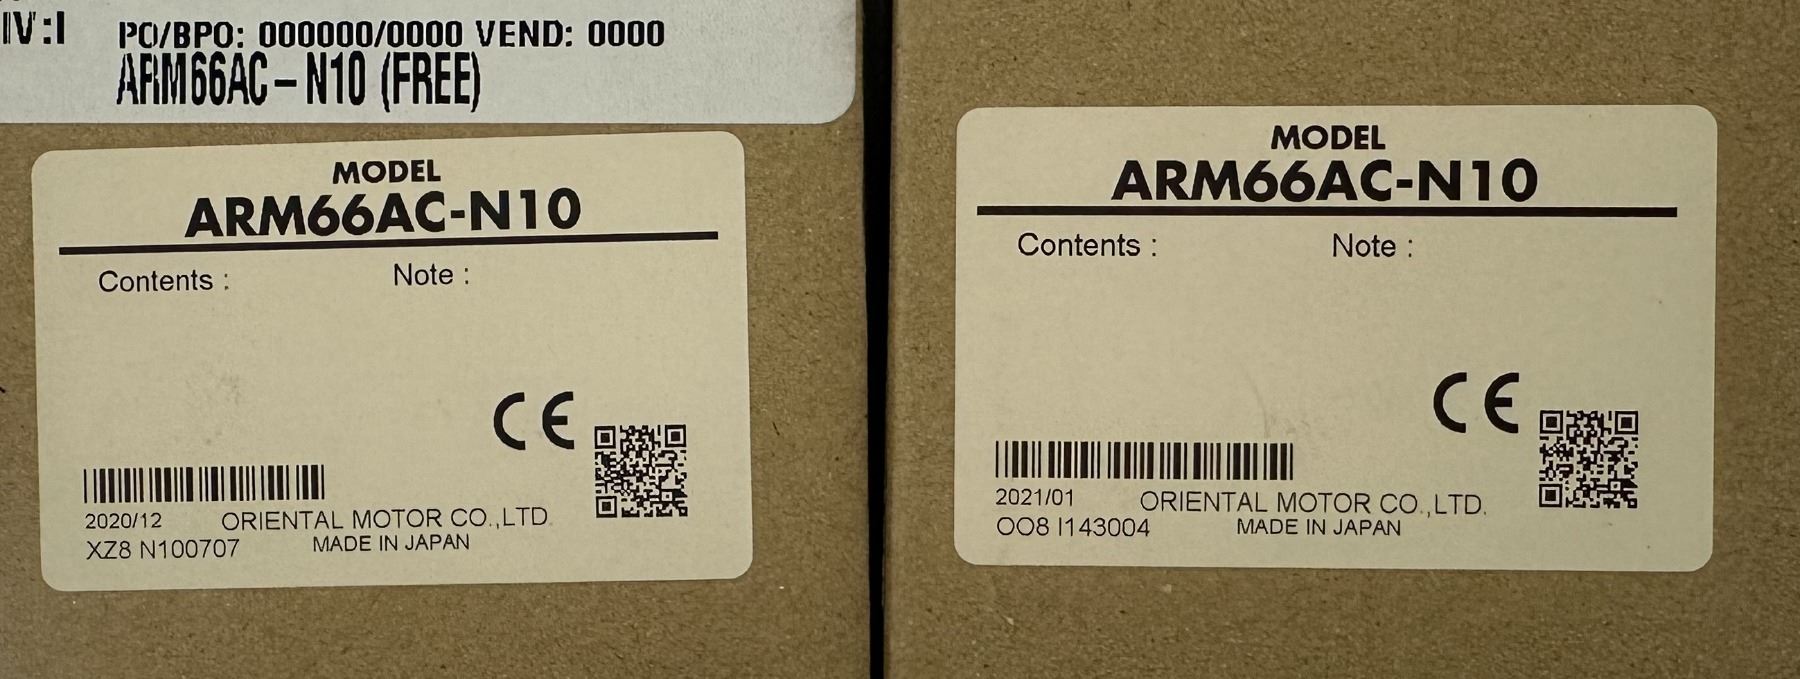 IV:I
PO/BPO: 000000/0000 VEND: 0000
ARM66AC-N10 (FREE)
MODEL
ARM66AC-N10
Contents :
Note :
CE
2020/12
ORIENTAL MOTOR CO.,LTD.
XZ8 N100707
MADE IN JAPAN
MODEL
ARM66AC-N10
Contents :
Note :
CE
2021/01
ORIENTAL MOTOR CO.,LTD.
OO8 I143004
MADE IN JAPAN